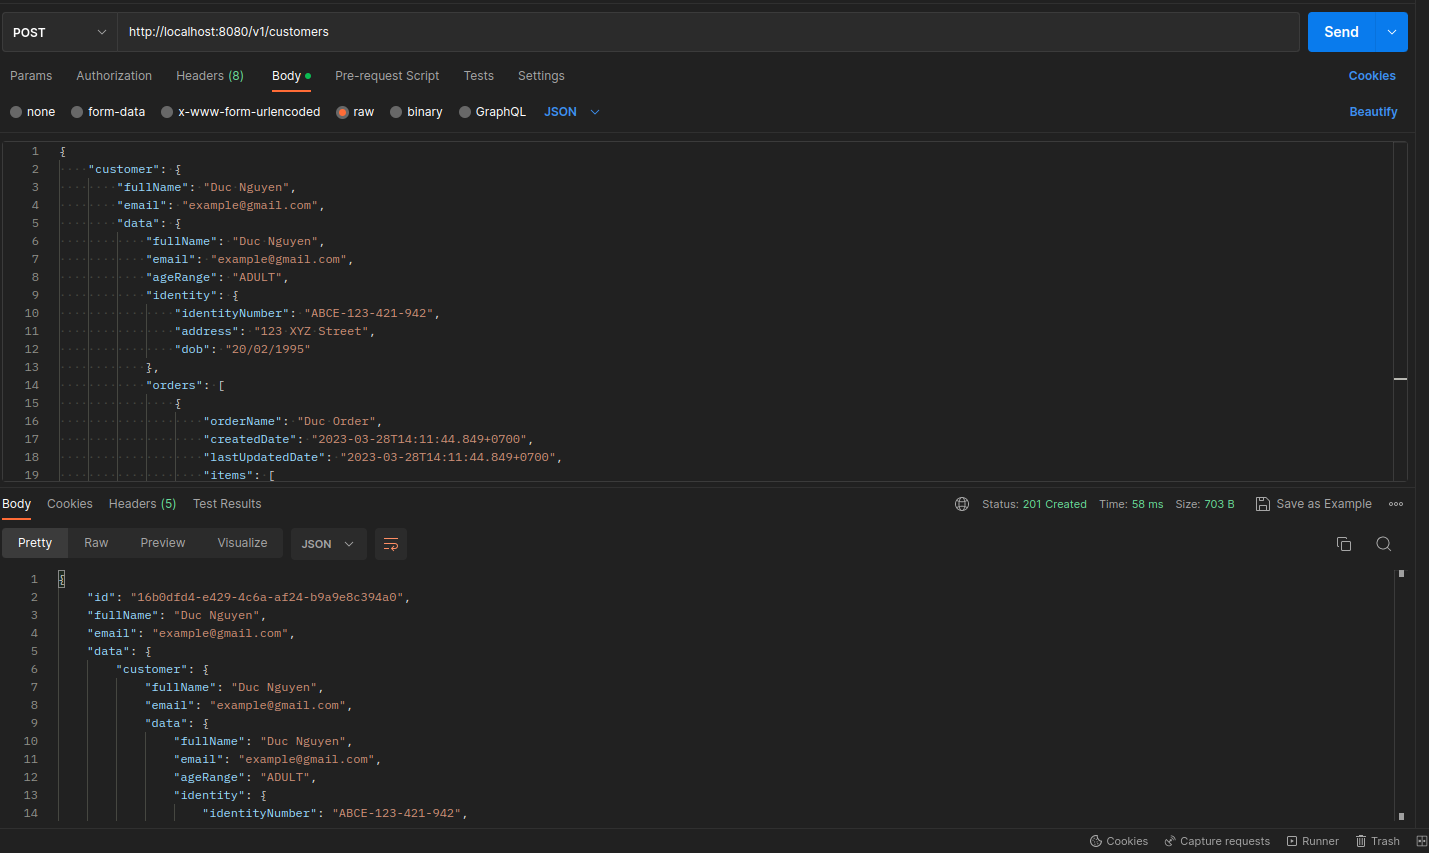 POST http://localhost:8080/v1/customers Send
Params Authorization Headers (8) Body Pre-request Script Tests Settings Cookies
none form-data x-www-form-urlencoded raw binary GraphQL JSON Beautify
1 {
2 "customer": {
3 "fullName": "Duc Nguyen",
4 "email": "example@gmail.com",
5 "data": {
6 "fullName": "Duc Nguyen",
7 "email": "example@gmail.com",
8 "ageRange": "ADULT",
9 "identity": {
10 "identityNumber": "ABCE-123-421-942",
11 "address": "123 XYZ Street",
12 "dob": "20/02/1995"
13 },
14 "orders": [
15 {
16 "orderName": "Duc Order",
17 "createdDate": "2023-03-28T14:11:44.849+0700",
18 "lastUpdatedDate": "2023-03-28T14:11:44.849+0700",
19 "items": [
Body Cookies Headers (5) Test Results Status: 201 Created Time: 58 ms Size: 703 B Save as Example
Pretty Raw Preview Visualize JSON
1 {
2 "id": "16b0dfd4-e429-4c6a-af24-b9a9e8c394a0",
3 "fullName": "Duc Nguyen",
4 "email": "example@gmail.com",
5 "data": {
6 "customer": {
7 "fullName": "Duc Nguyen",
8 "email": "example@gmail.com",
9 "data": {
10 "fullName": "Duc Nguyen",
11 "email": "example@gmail.com",
12 "ageRange": "ADULT",
13 "identity": {
14 "identityNumber": "ABCE-123-421-942",
Cookies Capture requests Runner Trash